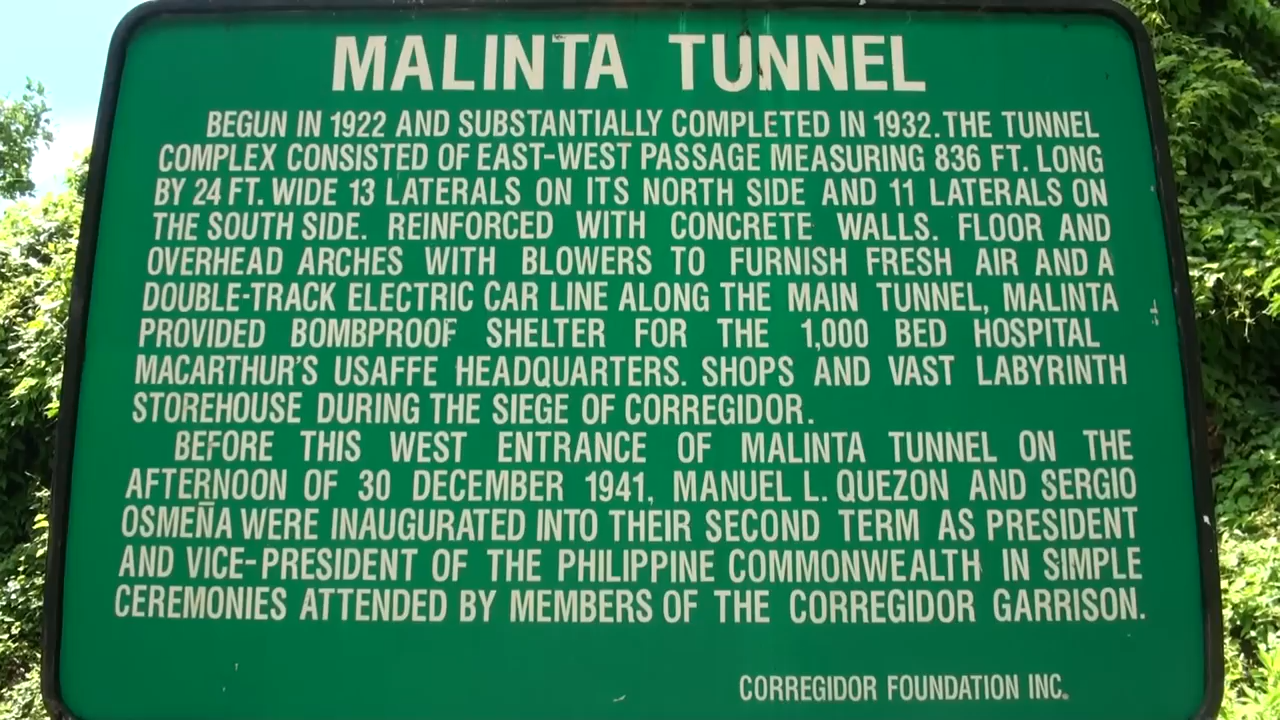 MALINTA TUNNEL
BEGUN IN 1922 AND SUBSTANTIALLY COMPLETED IN 1932.THE TUNNEL
COMPLEX CONSISTED OF EAST-WEST PASSAGE MEASURING 836 FT. LONG
BY 24 FT. WIDE 13 LATERALS ON ITS NORTH SIDE AND 11 LATERALS ON
THE SOUTH SIDE. REINFORCED WITH CONCRETE WALLS. FLOOR AND
OVERHEAD ARCHES WITH BLOWERS TO FURNISH FRESH AIR AND A
DOUBLE-TRACK ELECTRIC CAR LINE ALONG THE MAIN TUNNEL, MALINTA
PROVIDED BOMBPROOF SHELTER FOR THE 1,000 BED HOSPITAL
MACARTHUR'S USAFFE HEADQUARTERS. SHOPS AND VAST LABYRINTH
STOREHOUSE DURING THE SIEGE OF CORREGIDOR.
BEFORE THIS WEST ENTRANCE OF MALINTA TUNNEL ON THE
AFTERNOON OF 30 DECEMBER 1941, MANUEL L. QUEZON AND SERGIO
OSMEÑA WERE INAUGURATED INTO THEIR SECOND TERM AS PRESIDENT
AND VICE-PRESIDENT OF THE PHILIPPINE COMMONWEALTH IN SIMPLE
CEREMONIES ATTENDED BY MEMBERS OF THE CORREGIDOR GARRISON.
CORREGIDOR FOUNDATION INC.